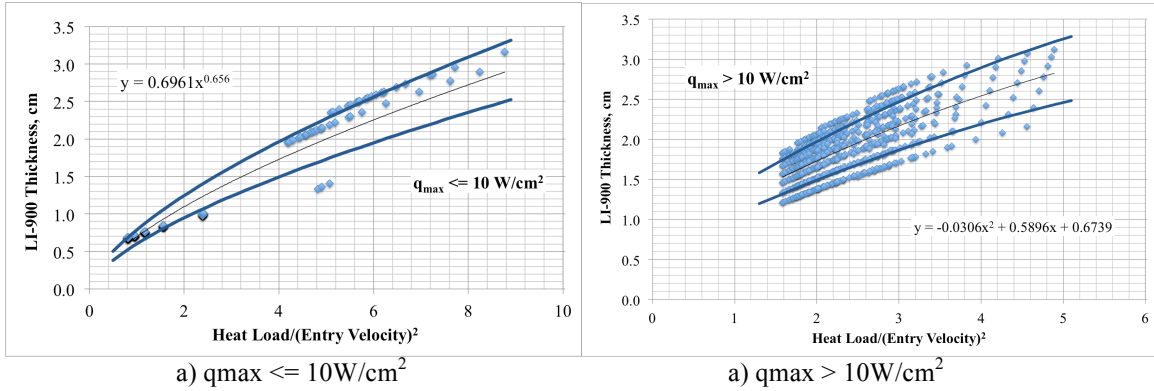 3.5
3.0
2.5
2.0
1.5
1.0
0.5
0.0
LI-900 Thickness, cm
y = 0.6961x^0.656
q_max <= 10 W/cm²
0 2 4 6 8 10
Heat Load/(Entry Velocity)²
a) qmax <= 10W/cm²
3.5
3.0
2.5
2.0
1.5
1.0
0.5
0.0
LI-900 Thickness, cm
q_max > 10 W/cm²
y = -0.0306x² + 0.5896x + 0.6739
0 1 2 3 4 5 6
Heat Load/(Entry Velocity)²
a) qmax > 10W/cm²